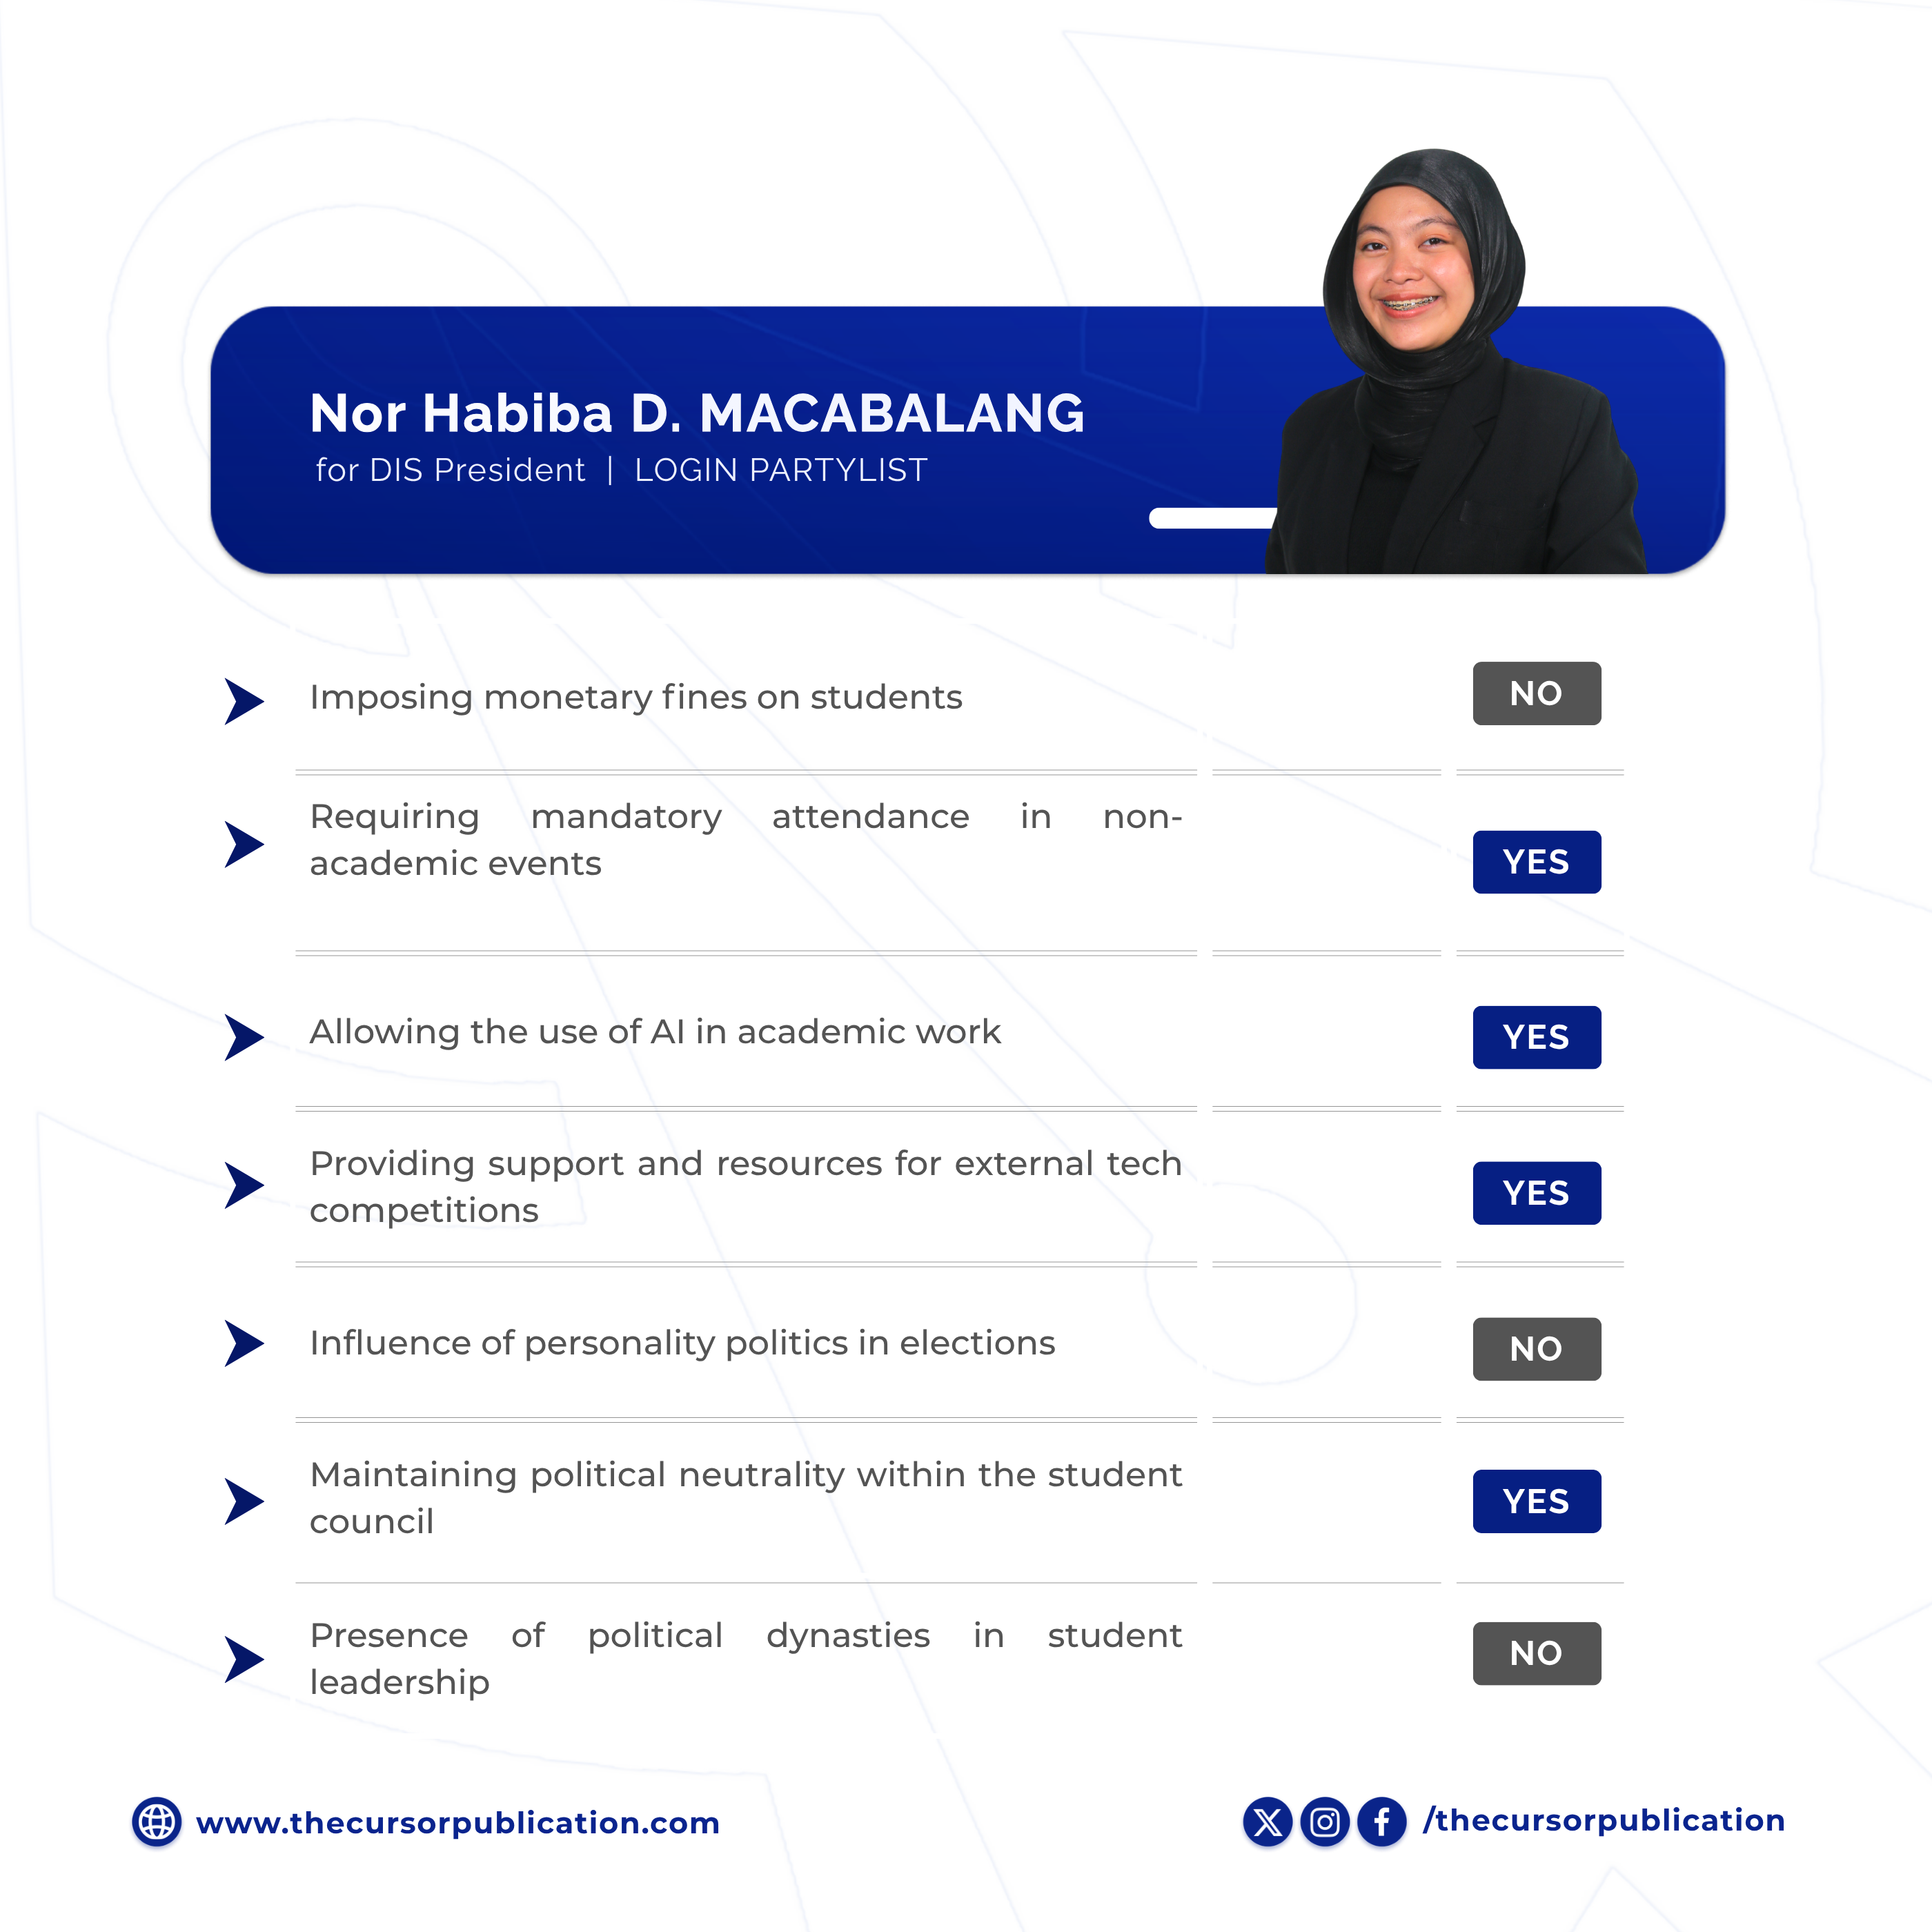 Nor Habiba D. MACABALANG
for DIS President | LOGIN PARTYLIST
Imposing monetary fines on students
NO
Requiring mandatory attendance in non-
academic events
YES
Allowing the use of AI in academic work
YES
Providing support and resources for external tech
competitions
YES
Influence of personality politics in elections
NO
Maintaining political neutrality within the student
council
YES
Presence of political dynasties in student
leadership
NO
www.thecursorpublication.com
/thecursorpublication